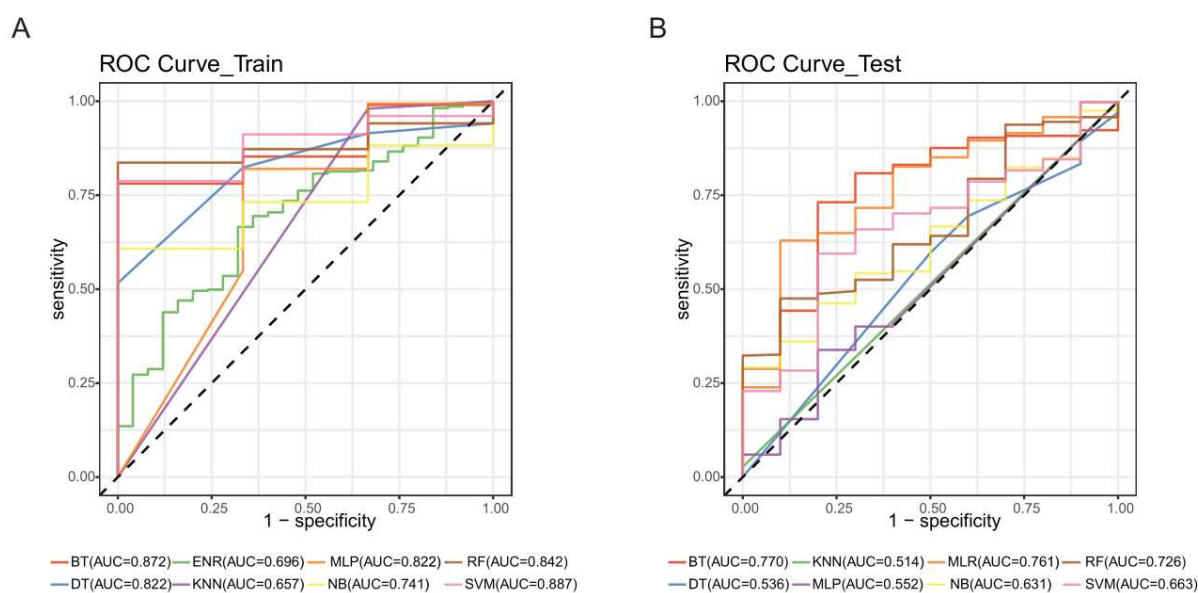 A
B
ROC Curve_Train
ROC Curve_Test
1.00
0.75
0.50
0.25
0.00
sensitivity
0.00 0.25 0.50 0.75 1.00
1 − specificity
1.00
0.75
0.50
0.25
0.00
sensitivity
0.00 0.25 0.50 0.75 1.00
1 − specificity
BT(AUC=0.872) ENR(AUC=0.696) MLP(AUC=0.822) RF(AUC=0.842)
DT(AUC=0.822) KNN(AUC=0.657) NB(AUC=0.741) SVM(AUC=0.887)
BT(AUC=0.770) KNN(AUC=0.514) MLR(AUC=0.761) RF(AUC=0.726)
DT(AUC=0.536) MLP(AUC=0.552) NB(AUC=0.631) SVM(AUC=0.663)